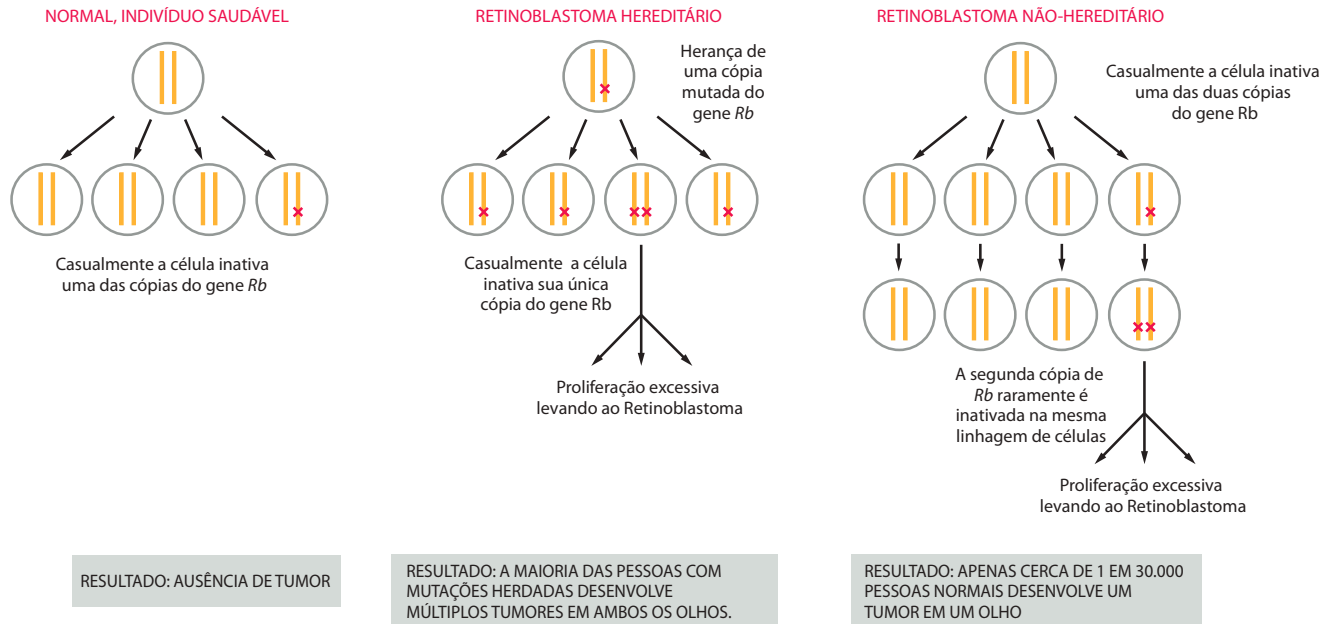 NORMAL, INDIVÍDUO SAUDÁVEL
Casualmente a célula inativa
uma das cópias do gene Rb
RESULTADO: AUSÊNCIA DE TUMOR
RETINOBLASTOMA HEREDITÁRIO
Herança de
uma cópia
mutada do
gene Rb
Casualmente a célula
inativa sua única
cópia do gene Rb
Proliferação excessiva
levando ao Retinoblastoma
RESULTADO: A MAIORIA DAS PESSOAS COM
MUTAÇÕES HERDADAS DESENVOLVE
MÚLTIPLOS TUMORES EM AMBOS OS OLHOS.
RETINOBLASTOMA NÃO-HEREDITÁRIO
Casualmente a célula inativa
uma das duas cópias
do gene Rb
A segunda cópia de
Rb raramente é
inativada na mesma
linhagem de células
Proliferação excessiva
levando ao Retinoblastoma
RESULTADO: APENAS CERCA DE 1 EM 30.000
PESSOAS NORMAIS DESENVOLVE UM
TUMOR EM UM OLHO